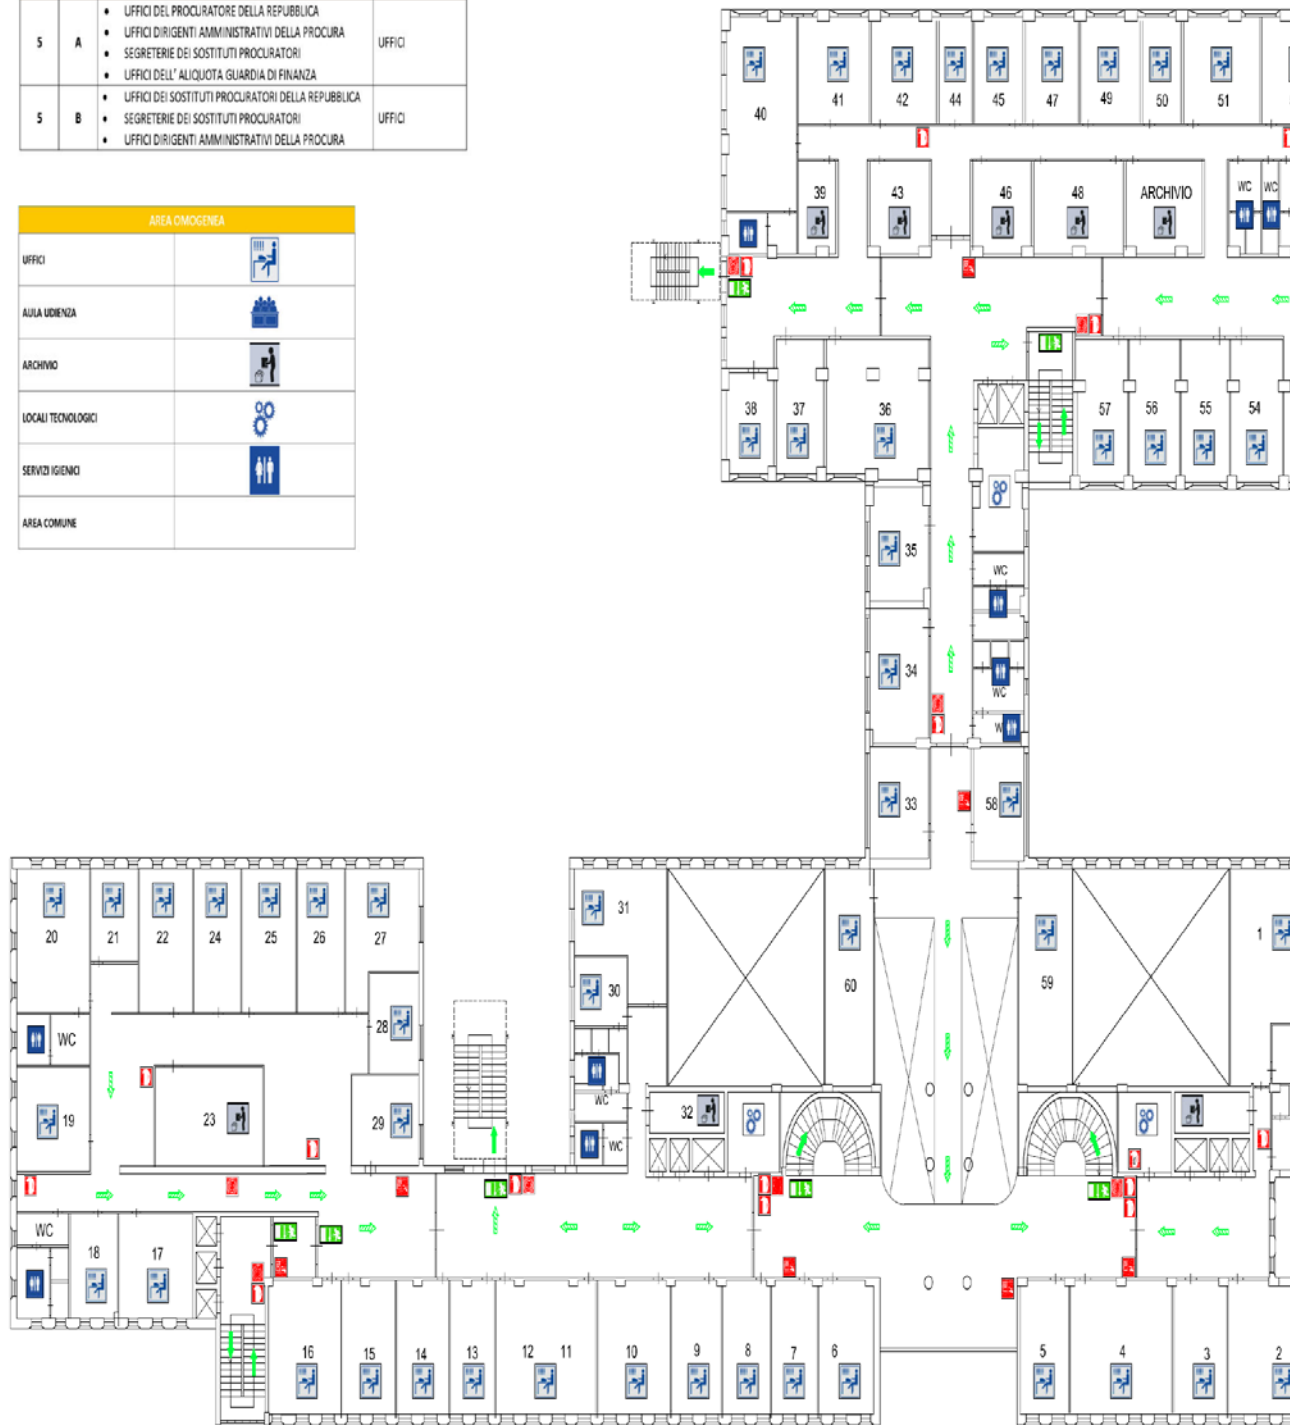 • UFFICI DEL PROCURATORE DELLA REPUBBLICA
• UFFICI DIRIGENTI AMMINISTRATIVI DELLA PROCURA
5 A UFFICI
• SEGRETERIE DEI SOSTITUTI PROCURATORI
• UFFICI DELL' ALIQUOTA GUARDIA DI FINANZA
• UFFICI DEI SOSTITUTI PROCURATORI DELLA REPUBBLICA
5 B • SEGRETERIE DEI SOSTITUTI PROCURATORI UFFICI
• UFFICI DIRIGENTI AMMINISTRATIVI DELLA PROCURA
AREA OMOGENEA
UFFICI
AULA UDIENZA
ARCHIVIO
LOCALI TECNOLOGICI
SERVIZI IGIENICI
AREA COMUNE
40 41 42 44 45 47 49 50 51
39 43 46 48 ARCHIVIO WC WC
38 37 36 57 56 55 54
35
WC
34
WC
33 58
20 21 22 24 25 26 27
31
30
60 59 1
28
WC
19 23 29
32
WC
WC
WC
18 17
16 15 14 13 12 11 10 9 8 7 6
5 4 3 2